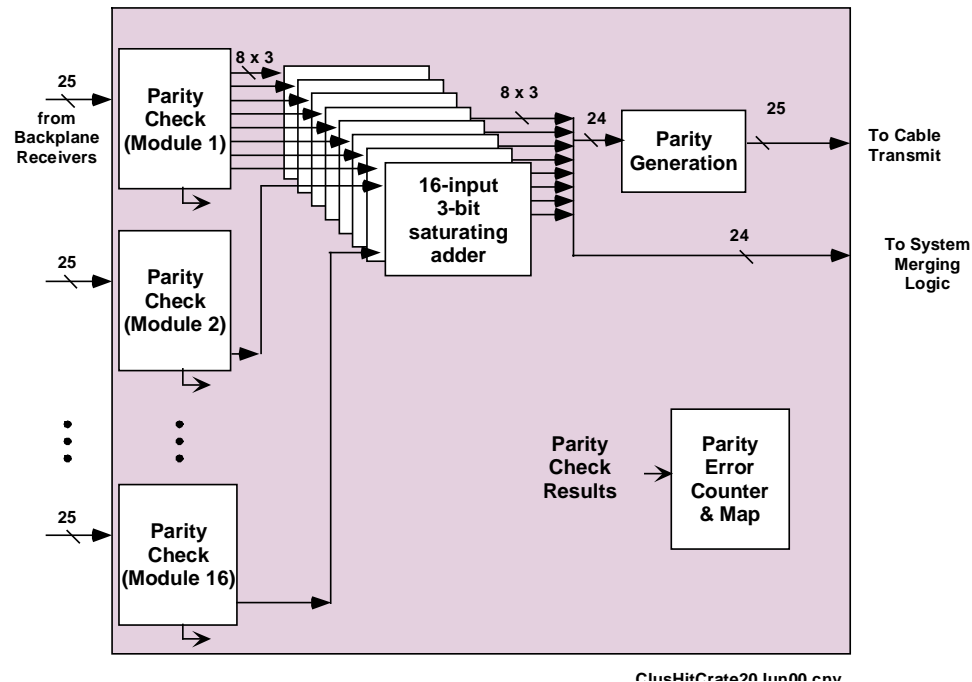 25
from
Backplane
Receivers
Parity
Check
(Module 1)
8 x 3
8 x 3
24
Parity
Generation
25
To Cable
Transmit
16-input
3-bit
saturating
adder
24
To System
Merging
Logic
25
Parity
Check
(Module 2)
Parity
Check
Results
Parity
Error
Counter
& Map
25
Parity
Check
(Module 16)